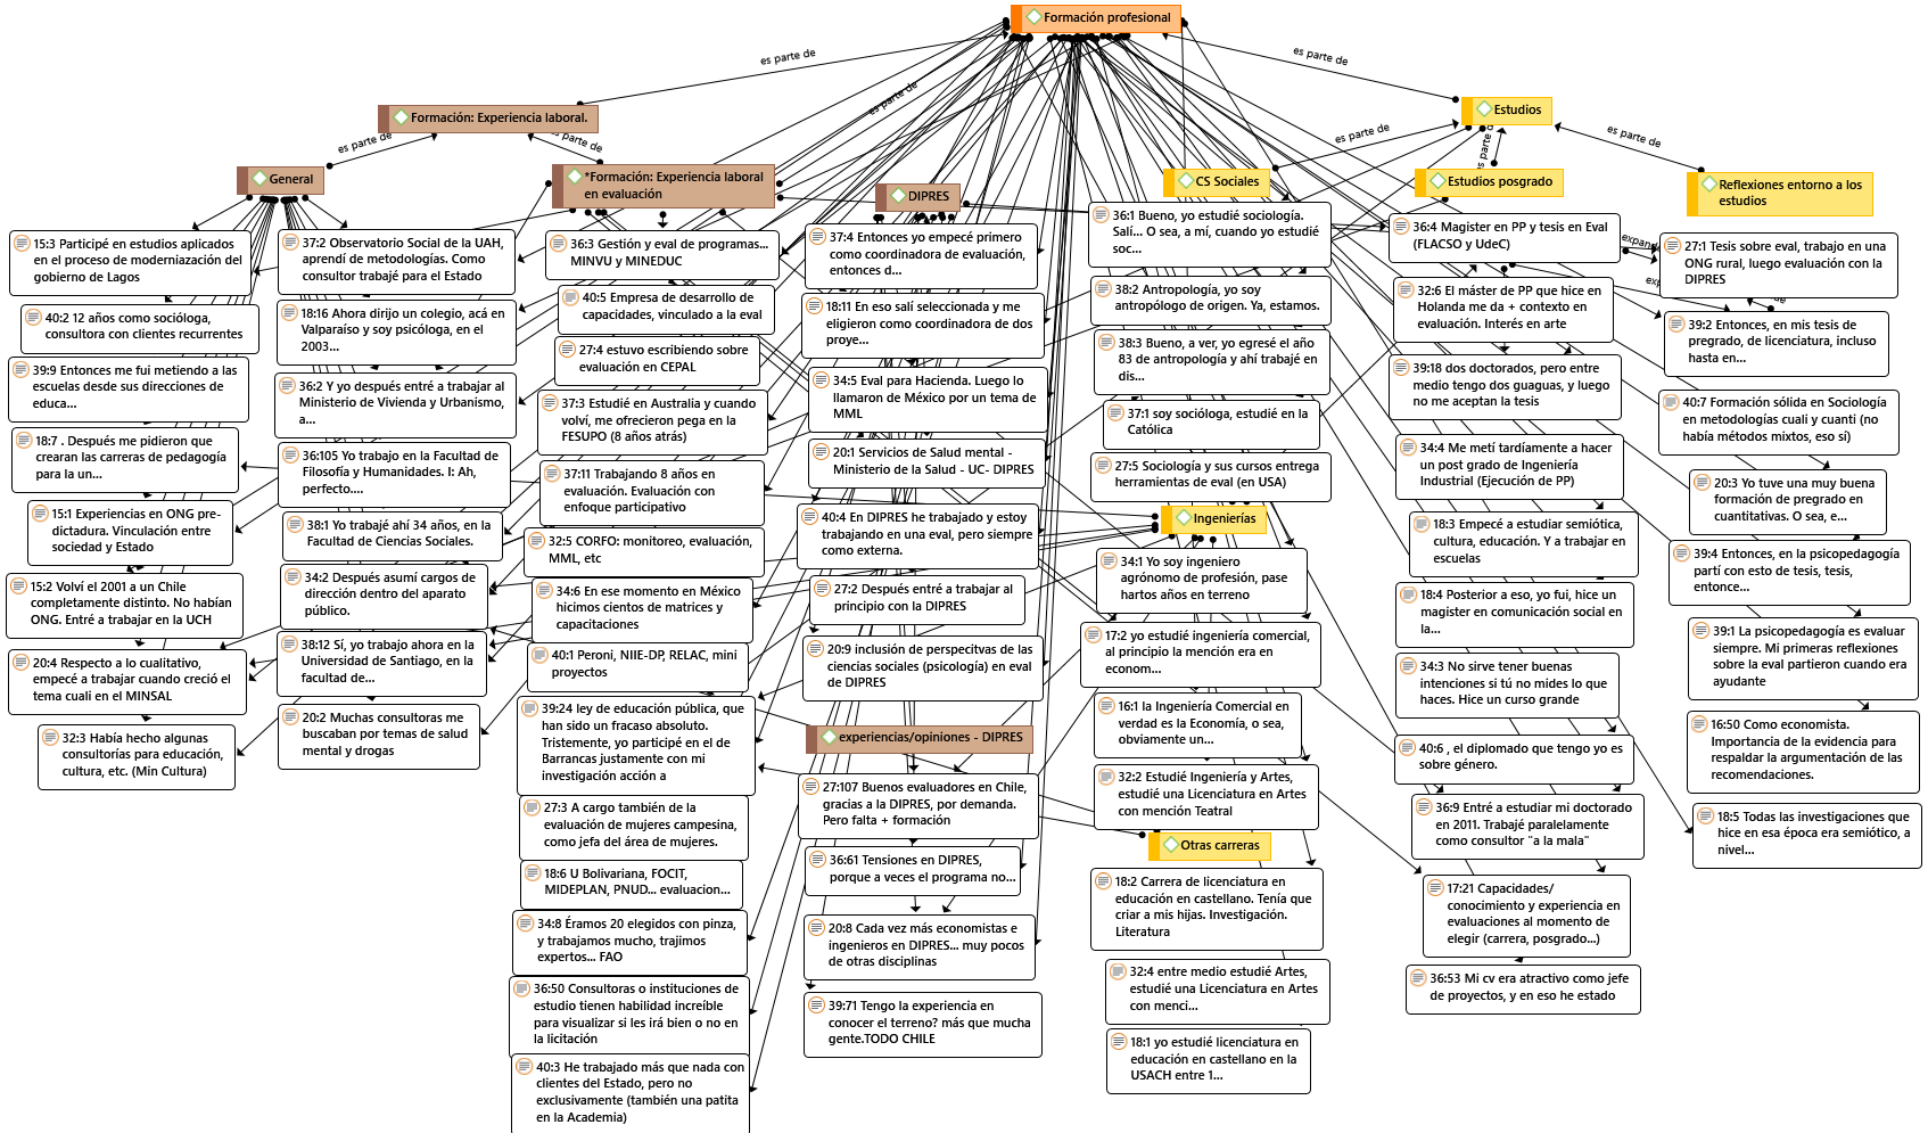 Formación profesional
es parte de
es parte de
es parte de
Formación: Experiencia laboral.
Estudios
es parte de
es parte de
es parte de
es parte de
General
*Formación: Experiencia laboral
en evaluación
DIPRES
CS Sociales
Estudios posgrado
Reflexiones entorno a los
estudios
15:3 Participé en estudios aplicados
en el proceso de modernización del
gobierno de Lagos
40:2 12 años como socióloga,
consultora con clientes recurrentes
39:9 Entonces me fui metiendo a las
escuelas desde sus direcciones de
educa...
18:7 . Después me pidieron que
crearan las carreras de pedagogía
para la un...
15:1 Experiencias en ONG pre-
dictadura. Vinculación entre
sociedad y Estado
15:2 Volví el 2001 a un Chile
completamente distinto. No habían
ONG. Entré a trabajar en la UCH
20:4 Respecto a lo cualitativo,
empecé a trabajar cuando creció el
tema cuali en el MINSAL
32:3 Había hecho algunas
consultorías para educación,
cultura, etc. (Min Cultura)
37:2 Observatorio Social de la UAH,
aprendí de metodologías. Como
consultor trabajé para el Estado
18:16 Ahora dirijo un colegio, acá en
Valparaíso y soy psicóloga, en el
2003...
36:2 Y yo después entré a trabajar al
Ministerio de Vivienda y Urbanismo,
a...
36:105 Yo trabajo en la Facultad de
Filosofía y Humanidades. I: Ah,
perfecto....
38:1 Yo trabajé ahí 34 años, en la
Facultad de Ciencias Sociales.
34:2 Después asumí cargos de
dirección dentro del aparato
público.
38:12 Sí, yo trabajo ahora en la
Universidad de Santiago, en la
facultad de...
20:2 Muchas consultoras me
buscaban por temas de salud
mental y drogas
36:3 Gestión y eval de programas...
MINVU y MINEDUC
40:5 Empresa de desarrollo de
capacidades, vinculado a la eval
27:4 estuvo escribiendo sobre
evaluación en CEPAL
37:3 Estudié en Australia y cuando
volví, me ofrecieron pega en la
FESUPO (8 años atrás)
37:11 Trabajando 8 años en
evaluación. Evaluación con
enfoque participativo
32:5 CORFO: monitoreo, evaluación,
MML, etc
34:6 En ese momento en México
hicimos cientos de matrices y
capacitaciones
40:1 Peroni, NIIE-DP, RELAC, mini
proyectos
39:24 ley de educación pública, que
han sido un fracaso absoluto.
Tristemente, yo participé en el de
Barrancas justamente con mi
investigación acción a
27:3 A cargo también de la
evaluación de mujeres campesina,
como jefa del área de mujeres.
18:6 U Bolivariana, FOCIT,
MIDEPLAN, PNUD... evaluacion...
34:8 Éramos 20 elegidos con pinza,
y trabajamos mucho, trajimos
expertos... FAO
36:50 Consultoras o instituciones de
estudio tienen habilidad increíble
para visualizar si les irá bien o no en
la licitación
40:3 He trabajado más que nada con
clientes del Estado, pero no
exclusivamente (también una patita
en la Academia)
37:4 Entonces yo empecé primero
como coordinadora de evaluación,
entonces d...
18:11 En eso salí seleccionada y me
eligieron como coordinadora de dos
proye...
34:5 Eval para Hacienda. Luego lo
llamaron de México por un tema de
MML
20:1 Servicios de Salud mental -
Ministerio de la Salud - UC- DIPRES
40:4 En DIPRES he trabajado y estoy
trabajando en una eval, pero siempre
como externa.
27:2 Después entré a trabajar al
principio con la DIPRES
20:9 inclusión de perspecitvas de las
ciencias sociales (psicología) en eval
de DIPRES
experiencias/opiniones - DIPRES
27:107 Buenos evaluadores en Chile,
gracias a la DIPRES, por demanda.
Pero falta + formación
36:61 Tensiones en DIPRES,
porque a veces el programa no...
20:8 Cada vez más economistas e
ingenieros en DIPRES... muy pocos
de otras disciplinas
39:71 Tengo la experiencia en
conocer el terreno? más que mucha
gente.TODO CHILE
36:1 Bueno, yo estudié sociología.
Salí... O sea, a mí, cuando yo estudié
soc...
38:2 Antropología, yo soy
antropólogo de origen. Ya, estamos.
38:3 Bueno, a ver, yo egresé el año
83 de antropología y ahí trabajé en
dis...
37:1 soy socióloga, estudié en la
Católica
27:5 Sociología y sus cursos entrega
herramientas de eval (en USA)
Ingenierías
34:1 Yo soy ingeniero
agrónomo de profesión, pase
hartos años en terreno
17:2 yo estudié ingeniería comercial,
al principio la mención era en
econom...
16:1 la Ingeniería Comercial en
verdad es la Economía, o sea,
obviamente un...
32:2 Estudié Ingeniería y Artes,
estudié una Licenciatura en Artes
con mención Teatral
Otras carreras
18:2 Carrera de licenciatura en
educación en castellano. Tenía que
criar a mis hijas. Investigación.
Literatura
32:4 entre medio estudié Artes,
estudié una Licenciatura en Artes
con menci...
18:1 yo estudié licenciatura en
educación en castellano en la
USACH entre 1...
36:4 Magister en PP y tesis en Eval
(FLACSO y UdeC)
32:6 El máster de PP que hice en
Holanda me da + contexto en
evaluación. Interés en arte
39:18 dos doctorados, pero entre
medio tengo dos guaguas, y luego
no me aceptan la tesis
34:4 Me metí tardíamente a hacer
un post grado de Ingeniería
Industrial (Ejecución de PP)
18:3 Empecé a estudiar semiótica,
cultura, educación. Y a trabajar en
escuelas
18:4 Posterior a eso, yo fui, hice un
magister en comunicación social en
la...
34:3 No sirve tener buenas
intenciones si tú no mides lo que
haces. Hice un curso grande
40:6 , el diplomado que tengo yo es
sobre género.
36:9 Entré a estudiar mi doctorado
en 2011. Trabajé paralelamente
como consultor ¨a la mala¨
17:21 Capacidades/
conocimiento y experiencia en
evaluaciones al momento de
elegir (carrera, posgrado...)
36:53 Mi cv era atractivo como jefe
de proyectos, y en eso he estado
27:1 Tesis sobre eval, trabajo en una
ONG rural, luego evaluación con la
DIPRES
39:2 Entonces, en mis tesis de
pregrado, de licenciatura, incluso
hasta en...
40:7 Formación sólida en Sociología
en metodologías cuali y cuanti (no
había métodos mixtos, eso sí)
20:3 Yo tuve una muy buena
formación de pregrado en
cuantitativas. O sea, e...
39:4 Entonces, en la psicopedagogía
partí con esto de tesis, tesis,
entonce...
39:1 La psicopedagogía es evaluar
siempre. Mi primeras reflexiones
sobre la eval partieron cuando era
ayudante
16:50 Como economista.
Importancia de la evidencia para
respaldar la argumentación de las
recomendaciones.
18:5 Todas las investigaciones que
hice en esa época era semiótico, a
nivel...